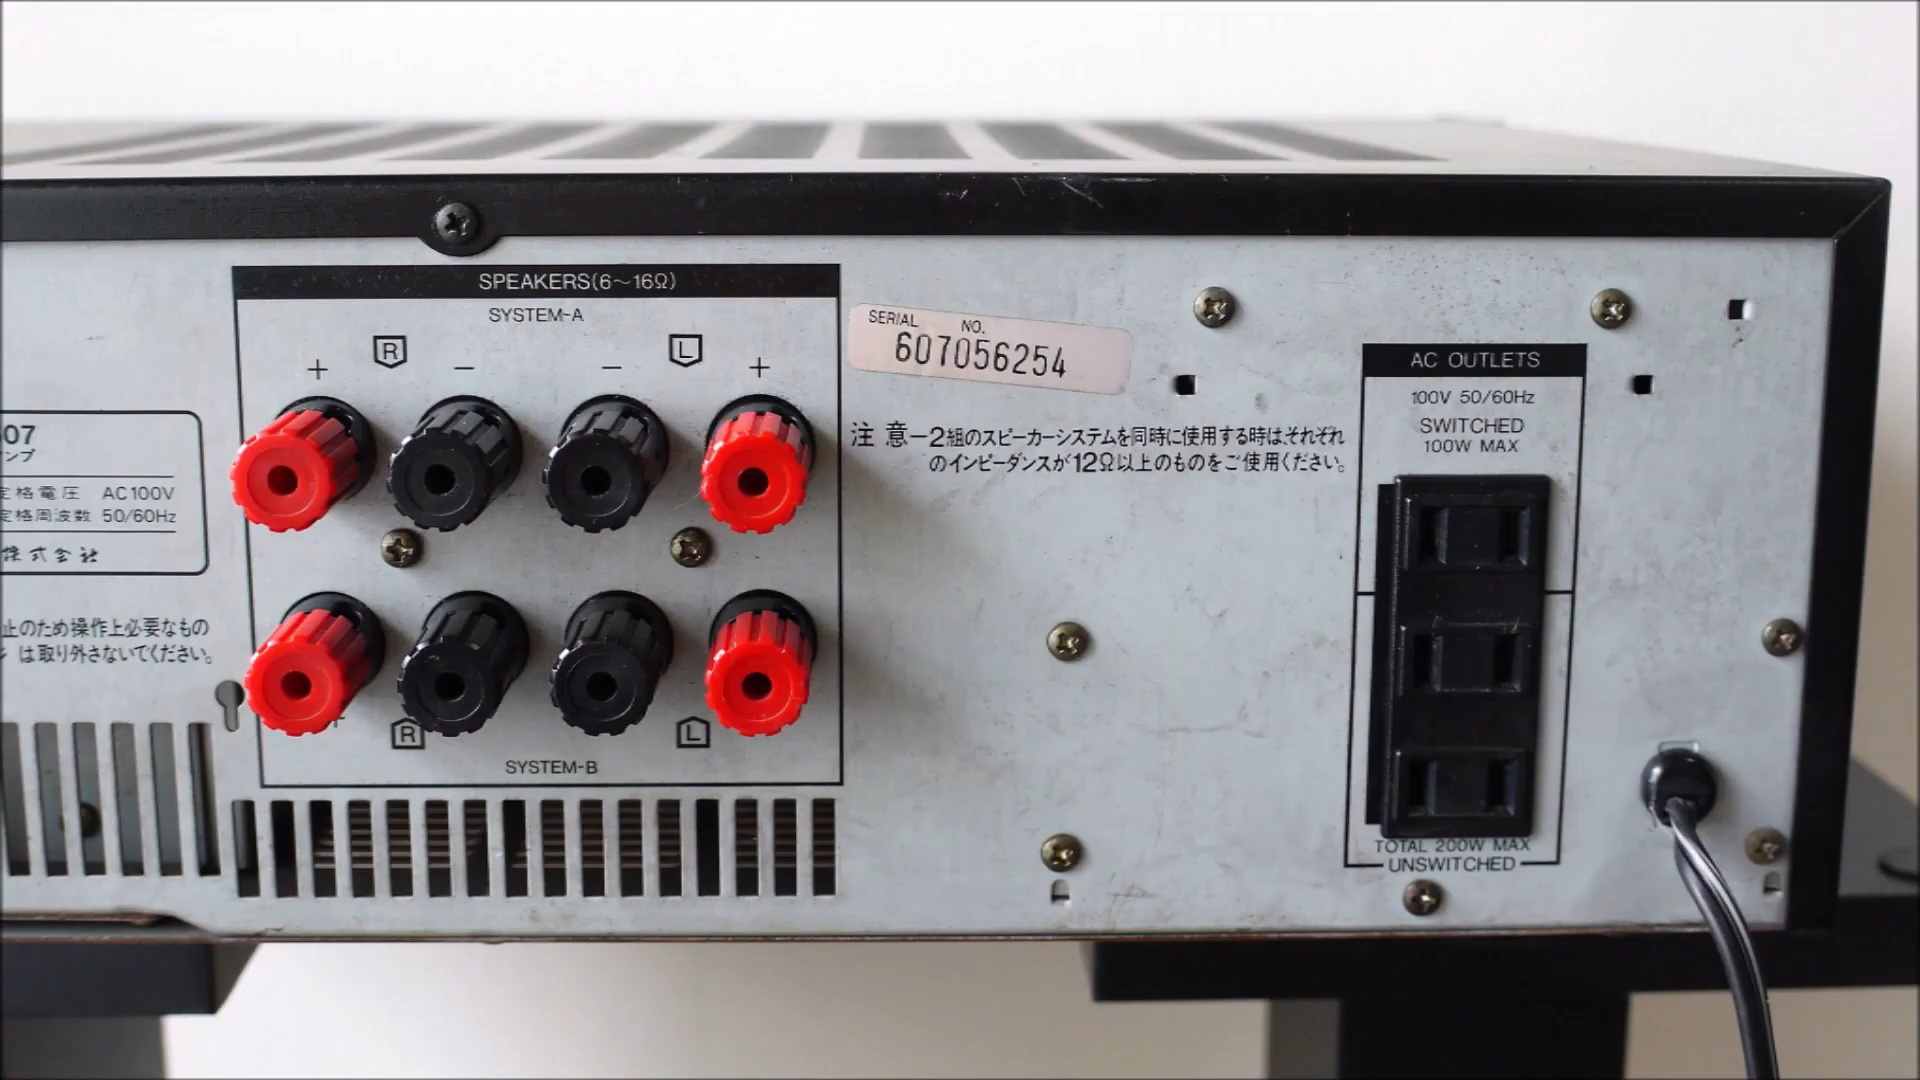 SPEAKERS(6～16Ω)
SYSTEM-A
R L
+ − − +
SERIAL NO.
607056254
注意−2組のスピーカーシステムを同時に使用する時はそれぞれ
のインピーダンスが12Ω以上のものをご使用ください。
AC OUTLETS
100V 50/60Hz
SWITCHED
100W MAX
TOTAL 200W MAX
UNSWITCHED
07
ンプ
定格電圧 AC100V
定格周波数 50/60Hz
株式会社
止のため操作上必要なもの
は取り外さないでください。
+
R L
SYSTEM-B